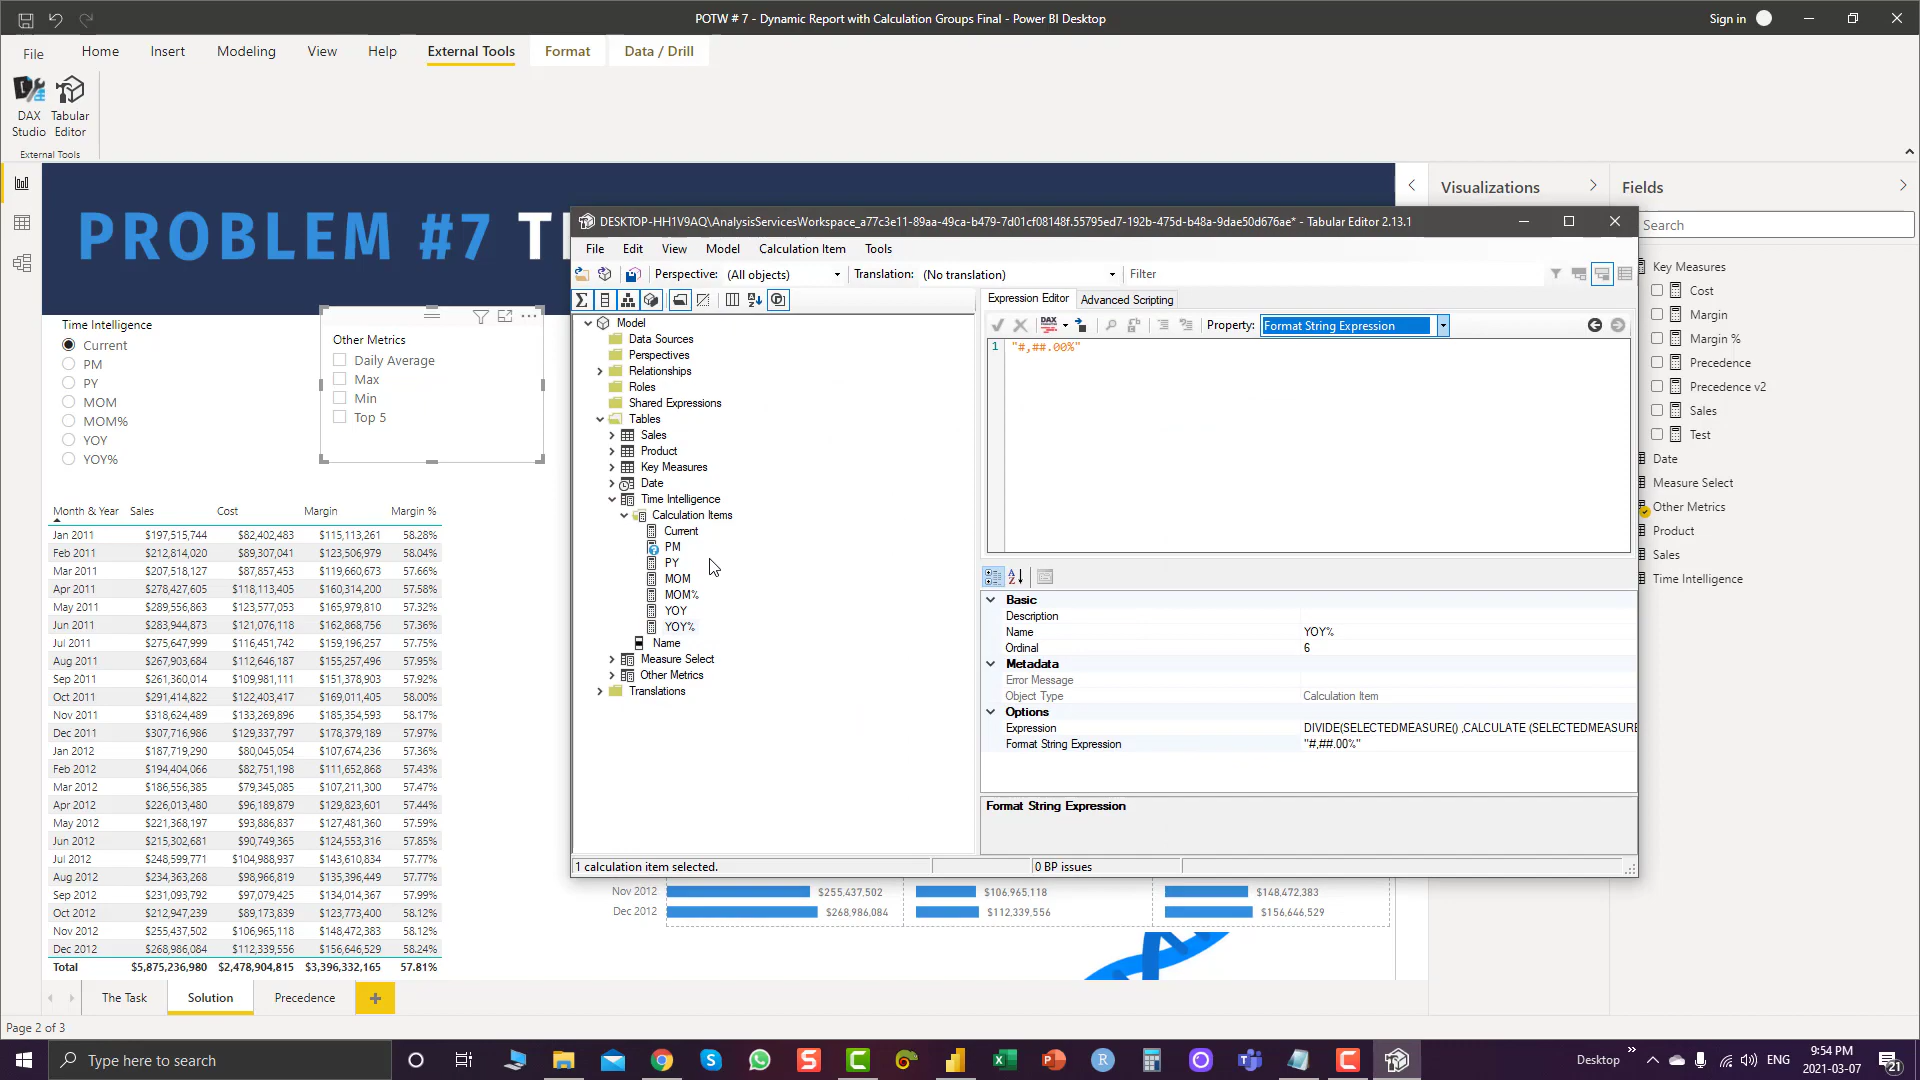 POTW # 7 - Dynamic Report with Calculation Groups Final - Power BI Desktop
Sign in
File
Home
Insert
Modeling
View
Help
External Tools
Format
Data / Drill
DAX
Studio
Tabular
Editor
External Tools
PROBLEM #7 T
Time Intelligence
Current
PM
PY
MOM
MOM%
YOY
YOY%
Other Metrics
Daily Average
Max
Min
Top 5
Month & Year Sales Cost Margin Margin %
Jan 2011 $197,515,744 $82,402,483 $115,113,261 58.28%
Feb 2011 $212,814,020 $89,307,041 $123,506,979 58.04%
Mar 2011 $207,518,127 $87,857,453 $119,660,673 57.66%
Apr 2011 $278,427,605 $118,113,405 $160,314,200 57.58%
May 2011 $289,556,863 $123,577,053 $165,979,810 57.32%
Jun 2011 $283,944,873 $121,076,118 $162,868,756 57.36%
Jul 2011 $275,647,999 $116,451,742 $159,196,257 57.75%
Aug 2011 $267,903,684 $112,646,187 $155,257,496 57.95%
Sep 2011 $261,360,014 $109,981,111 $151,378,903 57.92%
Oct 2011 $291,414,822 $122,403,417 $169,011,405 58.00%
Nov 2011 $318,624,489 $133,269,896 $185,354,593 58.17%
Dec 2011 $307,716,986 $129,337,797 $178,379,189 57.97%
Jan 2012 $187,719,290 $80,045,054 $107,674,236 57.36%
Feb 2012 $194,404,066 $82,751,198 $111,652,868 57.43%
Mar 2012 $186,556,385 $79,345,085 $107,211,300 57.47%
Apr 2012 $226,013,480 $96,189,879 $129,823,601 57.44%
May 2012 $221,368,197 $93,886,837 $127,481,360 57.59%
Jun 2012 $215,302,681 $90,749,365 $124,553,316 57.85%
Jul 2012 $248,599,771 $104,988,937 $143,610,834 57.77%
Aug 2012 $234,363,268 $98,966,819 $135,396,449 57.77%
Sep 2012 $231,093,792 $97,079,425 $134,014,367 57.99%
Oct 2012 $212,947,239 $89,173,839 $123,773,400 58.12%
Nov 2012 $255,437,502 $106,965,118 $148,472,383 58.12%
Dec 2012 $268,986,084 $112,339,556 $156,646,529 58.24%
Total $5,875,236,980 $2,478,904,815 $3,396,332,165 57.81%
DESKTOP-HH1V9AQ\AnalysisServicesWorkspace_a77c3e11-89aa-49ca-b479-7d01cf08148f.55795ed7-192b-475d-b48a-9dae50d676ae* - Tabular Editor 2.13.1
File Edit View Model Calculation Item Tools
Perspective: (All objects) Translation: (No translation) Filter
Model
Data Sources
Perspectives
Relationships
Roles
Shared Expressions
Tables
Sales
Product
Key Measures
Date
Time Intelligence
Calculation Items
Current
PM
PY
MOM
MOM%
YOY
YOY%
Name
Measure Select
Other Metrics
Translations
Expression Editor
Advanced Scripting
DAX
Property: Format String Expression
1 "#,##.00%"
Basic
Description
Name YOY%
Ordinal 6
Metadata
Error Message
Object Type Calculation Item
Options
Expression DIVIDE(SELECTEDMEASURE() ,CALCULATE (SELECTEDMEASURE
Format String Expression "#,##.00%"
Format String Expression
1 calculation item selected.
0 BP issues
Nov 2012 $255,437,502 $106,965,118 $148,472,383
Dec 2012 $268,986,084 $112,339,556 $156,646,529
Visualizations
Fields
Search
Key Measures
Cost
Margin
Margin %
Precedence
Precedence v2
Sales
Test
Date
Measure Select
Other Metrics
Product
Sales
Time Intelligence
The Task
Solution
Precedence
Page 2 of 3
Type here to search
Desktop
ENG
9:54 PM
2021-03-07
21